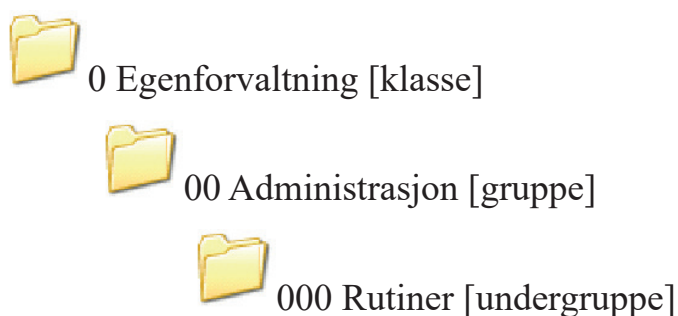 0 Egenforvaltning [klasse]
00 Administrasjon [gruppe]
000 Rutiner [undergruppe]